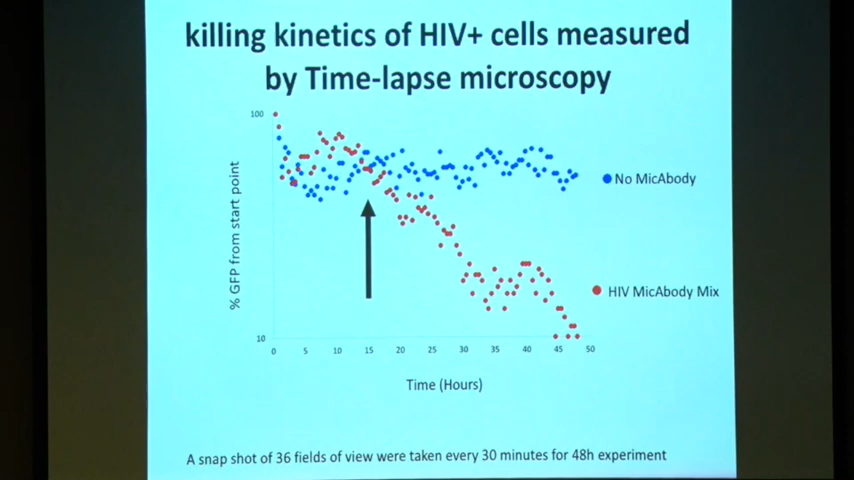 killing kinetics of HIV+ cells measured
by Time-lapse microscopy
100
% GFP from start point
No MicAbody
HIV MicAbody Mix
10
0 5 10 15 20 25 30 35 40 45 50
Time (Hours)
A snap shot of 36 fields of view were taken every 30 minutes for 48h experiment